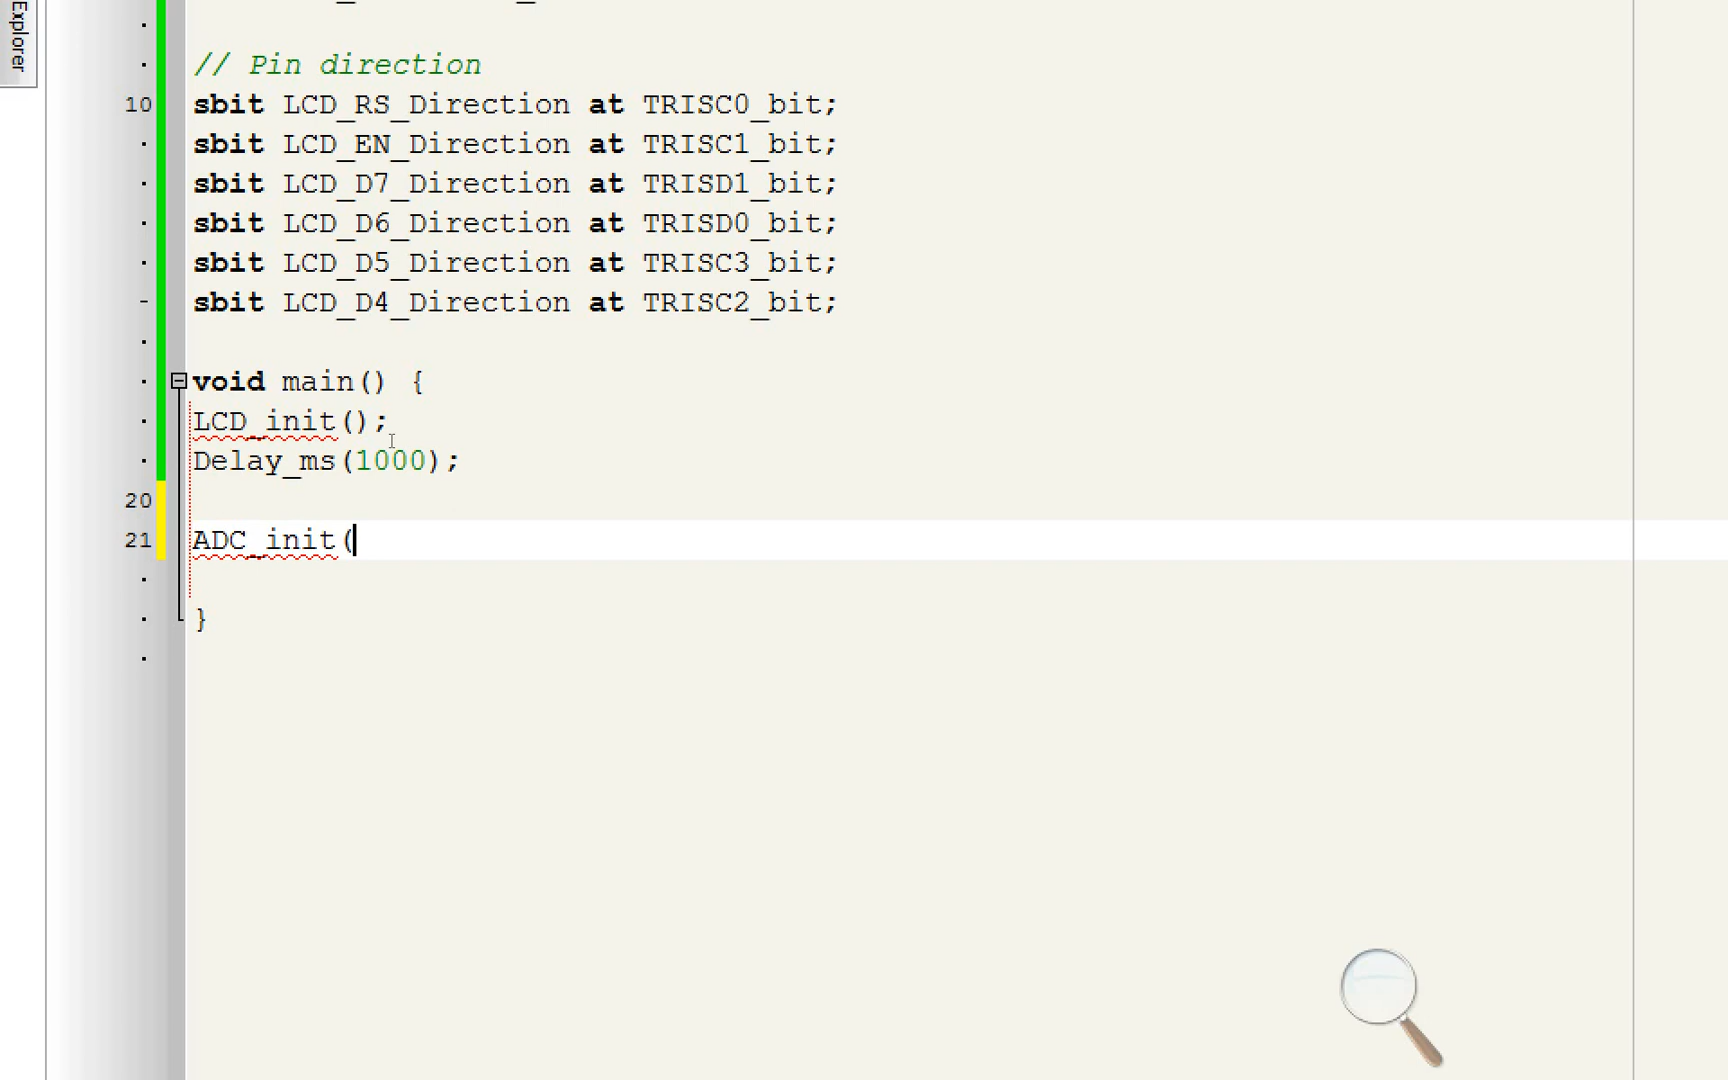 Explorer
// Pin direction
10 sbit LCD_RS_Direction at TRISC0_bit;
sbit LCD_EN_Direction at TRISC1_bit;
sbit LCD_D7_Direction at TRISD1_bit;
sbit LCD_D6_Direction at TRISD0_bit;
sbit LCD_D5_Direction at TRISC3_bit;
sbit LCD_D4_Direction at TRISC2_bit;
void main() {
LCD_init();
Delay_ms(1000);
20
21 ADC_init(
}